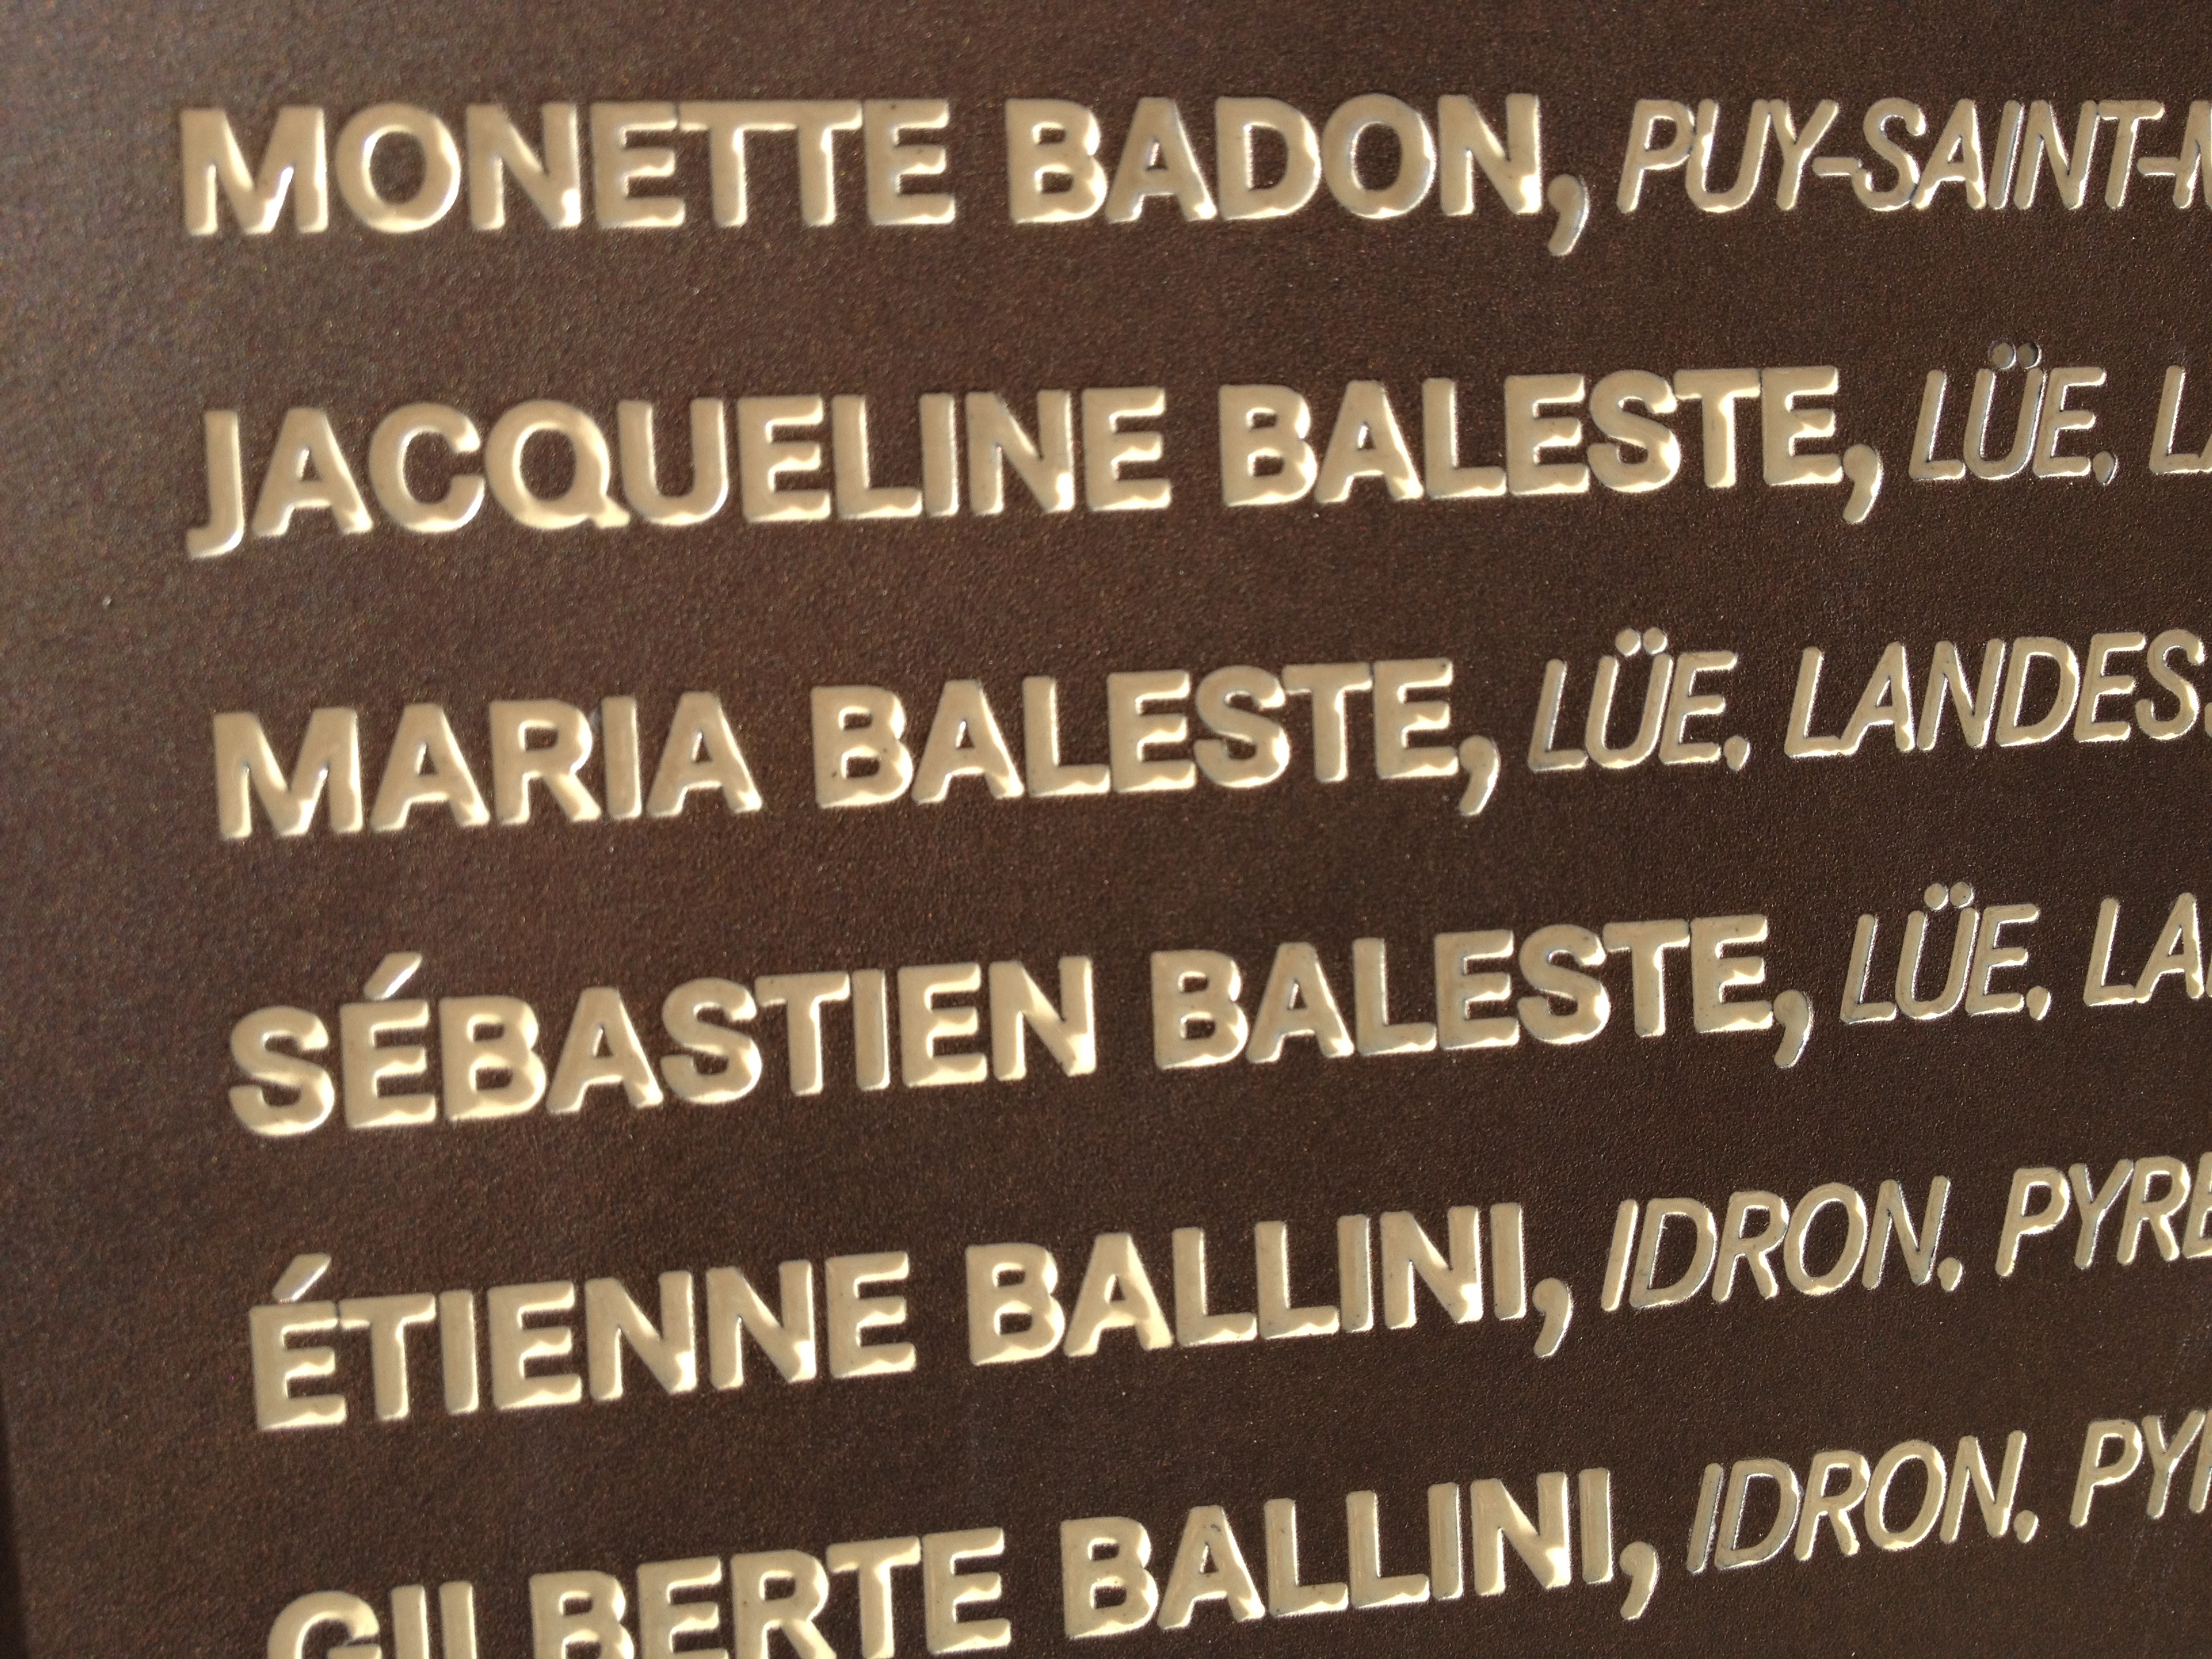 MONETTE BADON, PUY-SAINT-
JACQUELINE BALESTE, LÜE,
MARIA BALESTE, LÜE, LANDES,
SÉBASTIEN BALESTE, LÜE,
ÉTIENNE BALLINI, IDRON,
GILBERTE BALLINI, IDRON,